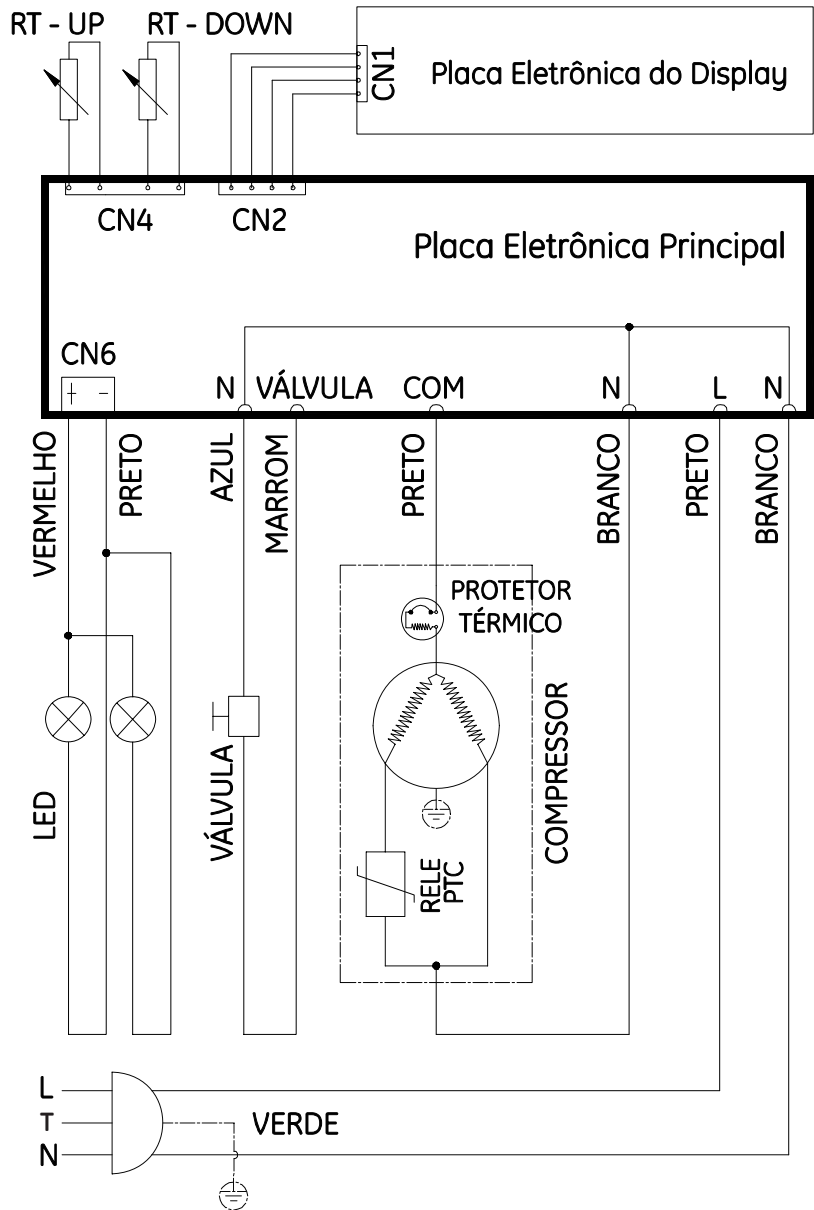 RT - UP
RT - DOWN
CN1
Placa Eletrônica do Display
CN4
CN2
Placa Eletrônica Principal
CN6
+ -
N
VÁLVULA
COM
N
L
N
VERMELHO
PRETO
AZUL
MARROM
PRETO
BRANCO
PRETO
BRANCO
PROTETOR
TÉRMICO
COMPRESSOR
LED
VÁLVULA
RELE
PTC
L
T
N
VERDE